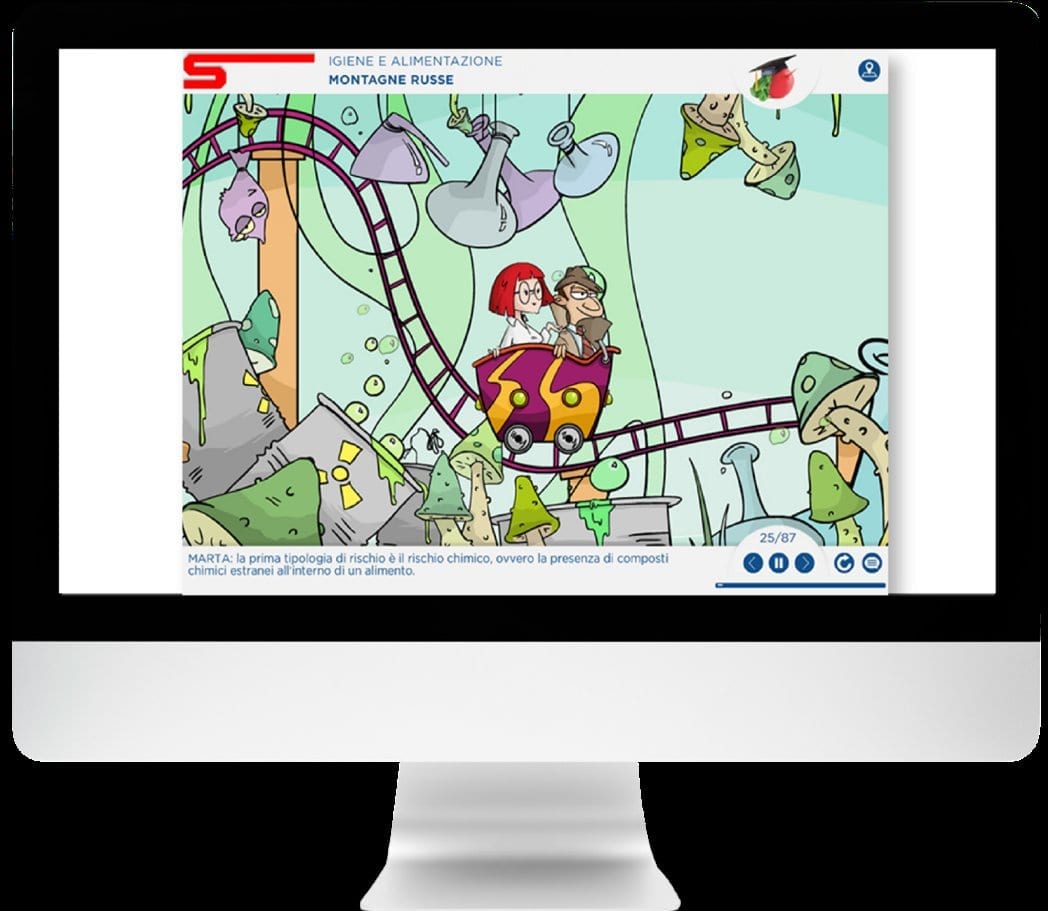 IGIENE E ALIMENTAZIONE
MONTAGNE RUSSE
25/87
MARTA: la prima tipologia di rischio è il rischio chimico, ovvero la presenza di composti
chimici estranei all'interno di un alimento.